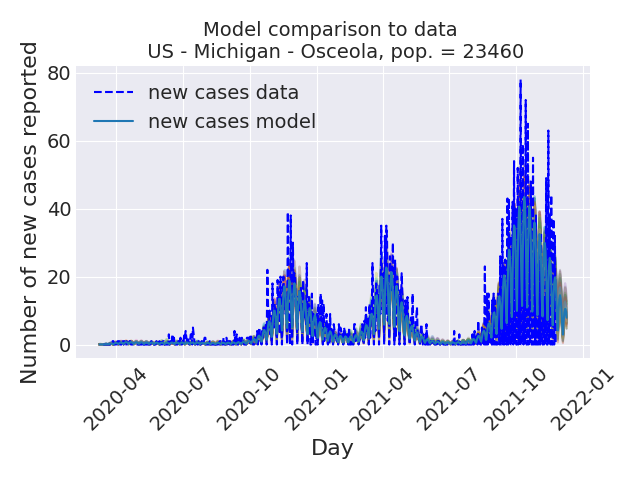 Model comparison to data
US - Michigan - Osceola, pop. = 23460
Number of new cases reported
80
60
40
20
0
new cases data
new cases model
2020-04
2020-07
2020-10
2021-01
2021-04
2021-07
2021-10
2022-01
Day